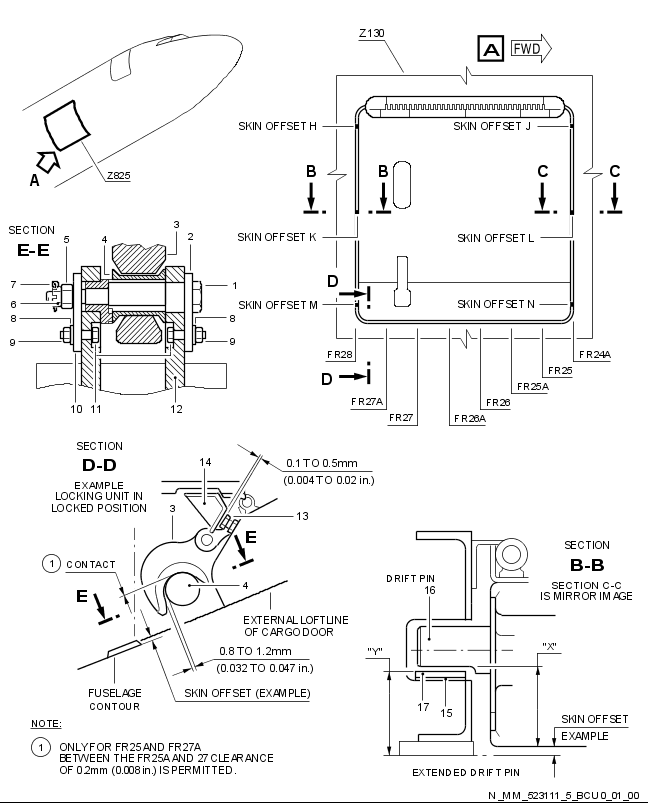 Z130
A FWD
SKIN OFFSET H
SKIN OFFSET J
A
Z825
B
B
C
C
SKIN OFFSET K
SKIN OFFSET L
D
SKIN OFFSET M
SKIN OFFSET N
FR28
FR24A
FR25
D
FR25A
FR27A
FR26
FR27
FR26A
SECTION
E-E
5
4
3
2
7
1
6
8
8
9
9
10
11
12
SECTION
D-D
EXAMPLE
LOCKING UNIT IN
LOCKED POSITION
14
0.1 TO 0.5mm
(0.004 TO 0.02 in.)
3
13
E
1 CONTACT
E
4
EXTERNAL LOFTLINE
OF CARGO DOOR
0.8 TO 1.2mm
(0.032 TO 0.047 in.)
FUSELAGE
CONTOUR
SKIN OFFSET (EXAMPLE)
NOTE:
1 ONLY FOR FR25 AND FR27A
BETWEEN THE FR25A AND 27 CLEARANCE
OF 0.2mm (0.008 in.) IS PERMITTED.
SECTION
B-B
SECTION C-C
IS MIRROR IMAGE
DRIFT PIN
16
"Y"
"X"
17
15
SKIN OFFSET
EXAMPLE
EXTENDED DRIFT PIN
N_MM_523111_5_BCU0_01_00